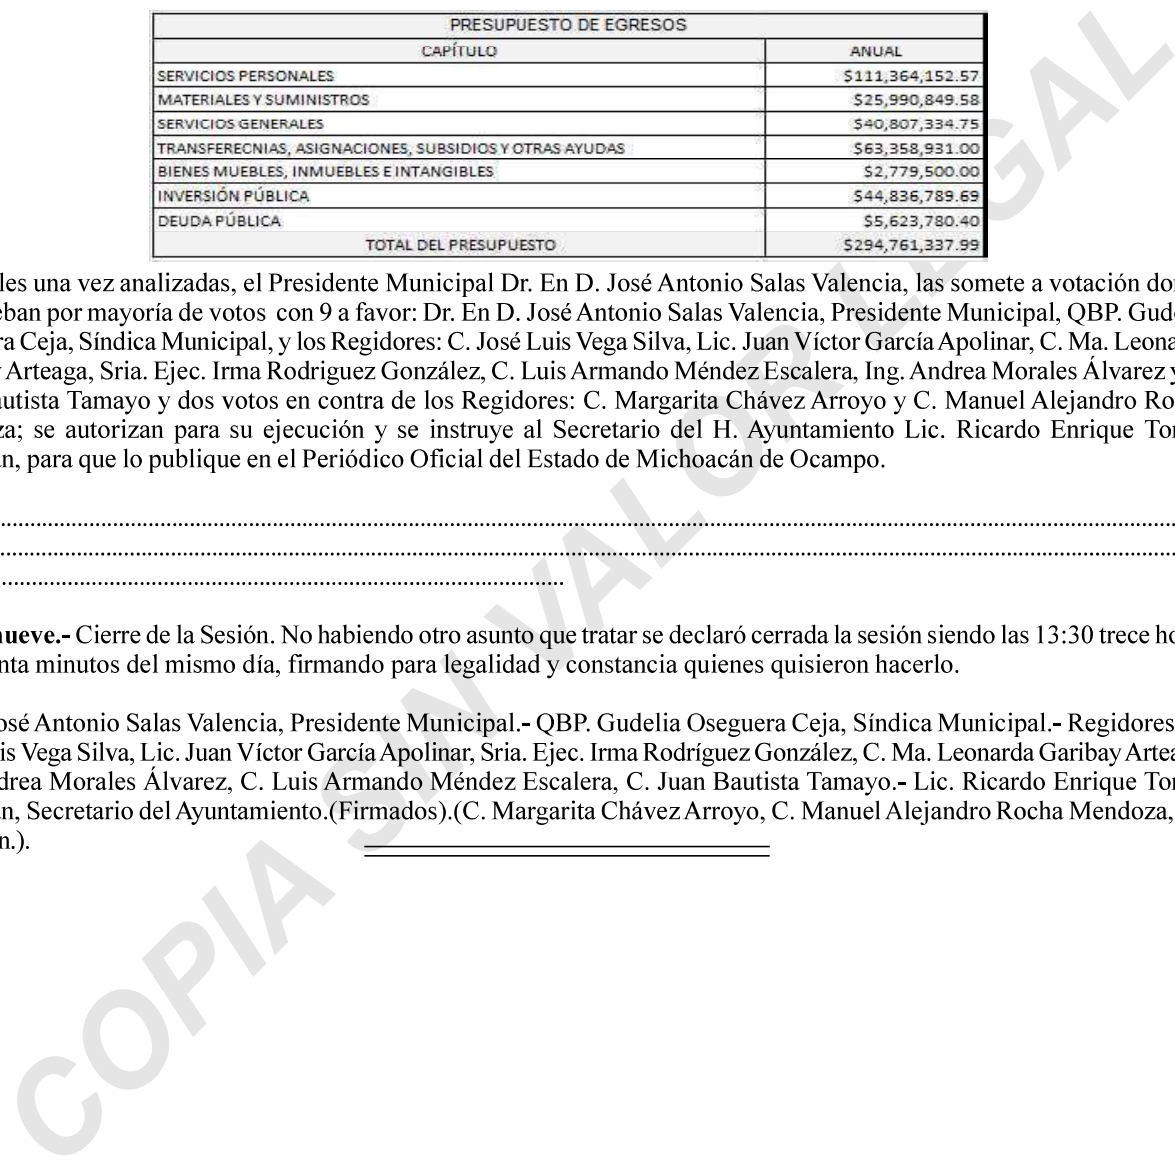 PRESUPUESTO DE EGRESOS
CAPÍTULO ANUAL
SERVICIOS PERSONALES $111,364,152.57
MATERIALES Y SUMINISTROS $25,990,849.58
SERVICIOS GENERALES $40,807,334.75
TRANSFERECNIAS, ASIGNACIONES, SUBSIDIOS Y OTRAS AYUDAS $63,358,931.00
BIENES MUEBLES, INMUEBLES E INTANGIBLES $2,779,500.00
INVERSIÓN PÚBLICA $44,836,789.69
DEUDA PÚBLICA $5,623,780.40
TOTAL DEL PRESUPUESTO $294,761,337.99
les una vez analizadas, el Presidente Municipal Dr. En D. José Antonio Salas Valencia, las somete a votación do
eban por mayoría de votos con 9 a favor: Dr. En D. José Antonio Salas Valencia, Presidente Municipal, QBP. Gude
ra Ceja, Síndica Municipal, y los Regidores: C. José Luis Vega Silva, Lic. Juan Víctor García Apolinar, C. Ma. Leona
y Arteaga, Sria. Ejec. Irma Rodriguez González, C. Luis Armando Méndez Escalera, Ing. Andrea Morales Álvarez y
autista Tamayo y dos votos en contra de los Regidores: C. Margarita Chávez Arroyo y C. Manuel Alejandro Ro
za; se autorizan para su ejecución y se instruye al Secretario del H. Ayuntamiento Lic. Ricardo Enrique Tor
n, para que lo publique en el Periódico Oficial del Estado de Michoacán de Ocampo.
nueve.- Cierre de la Sesión. No habiendo otro asunto que tratar se declaró cerrada la sesión siendo las 13:30 trece ho
nta minutos del mismo día, firmando para legalidad y constancia quienes quisieron hacerlo.
osé Antonio Salas Valencia, Presidente Municipal.- QBP. Gudelia Oseguera Ceja, Síndica Municipal.- Regidores
is Vega Silva, Lic. Juan Víctor García Apolinar, Sria. Ejec. Irma Rodríguez González, C. Ma. Leonarda Garibay Artea
drea Morales Álvarez, C. Luis Armando Méndez Escalera, C. Juan Bautista Tamayo.- Lic. Ricardo Enrique Tor
n, Secretario del Ayuntamiento.(Firmados).(C. Margarita Chávez Arroyo, C. Manuel Alejandro Rocha Mendoza,
n.).
COPIA SIN VALOR LEGAL